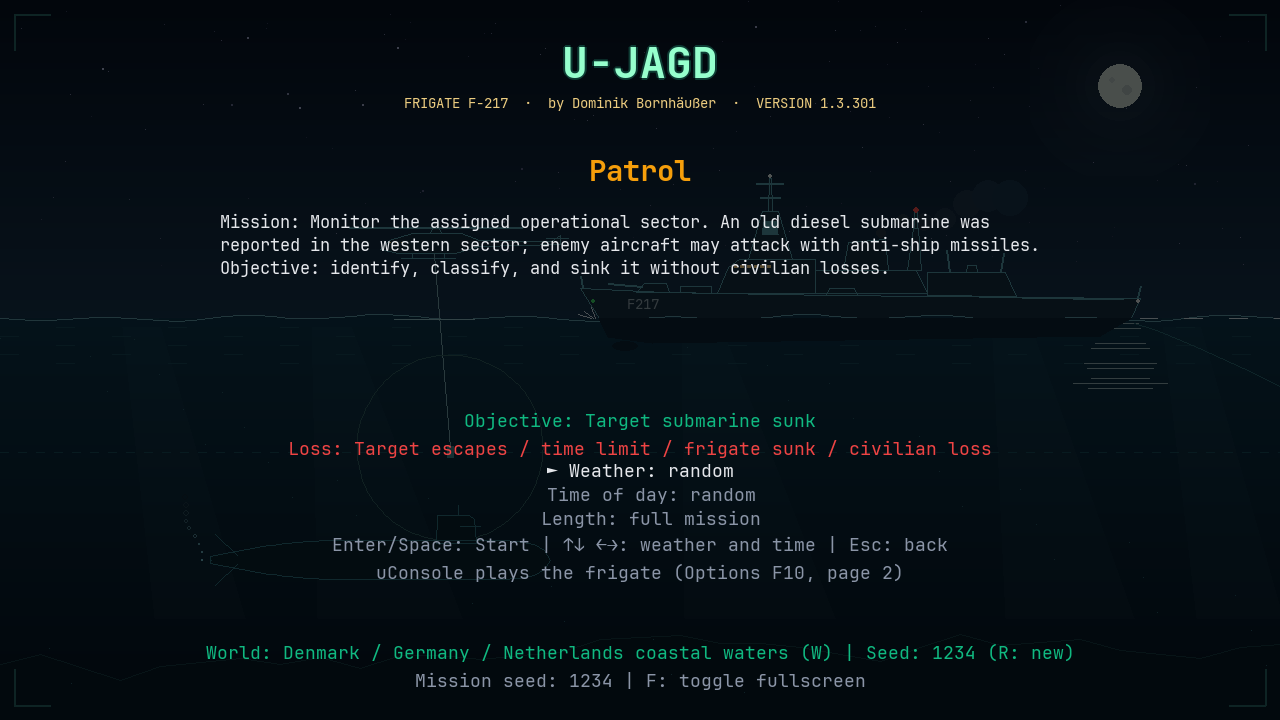 U-JAGD
FRIGATE F-217 · by Dominik Bornhäußer · VERSION 1.3.301
Patrol
Mission: Monitor the assigned operational sector. An old diesel submarine was
reported in the western sector; enemy aircraft may attack with anti-ship missiles.
Objective: identify, classify, and sink it without civilian losses.
F217
Objective: Target submarine sunk
Loss: Target escapes / time limit / frigate sunk / civilian loss
► Weather: random
Time of day: random
Length: full mission
Enter/Space: Start | ↑↓ ←→: weather and time | Esc: back
uConsole plays the frigate (Options F10, page 2)
World: Denmark / Germany / Netherlands coastal waters (W) | Seed: 1234 (R: new)
Mission seed: 1234 | F: toggle fullscreen